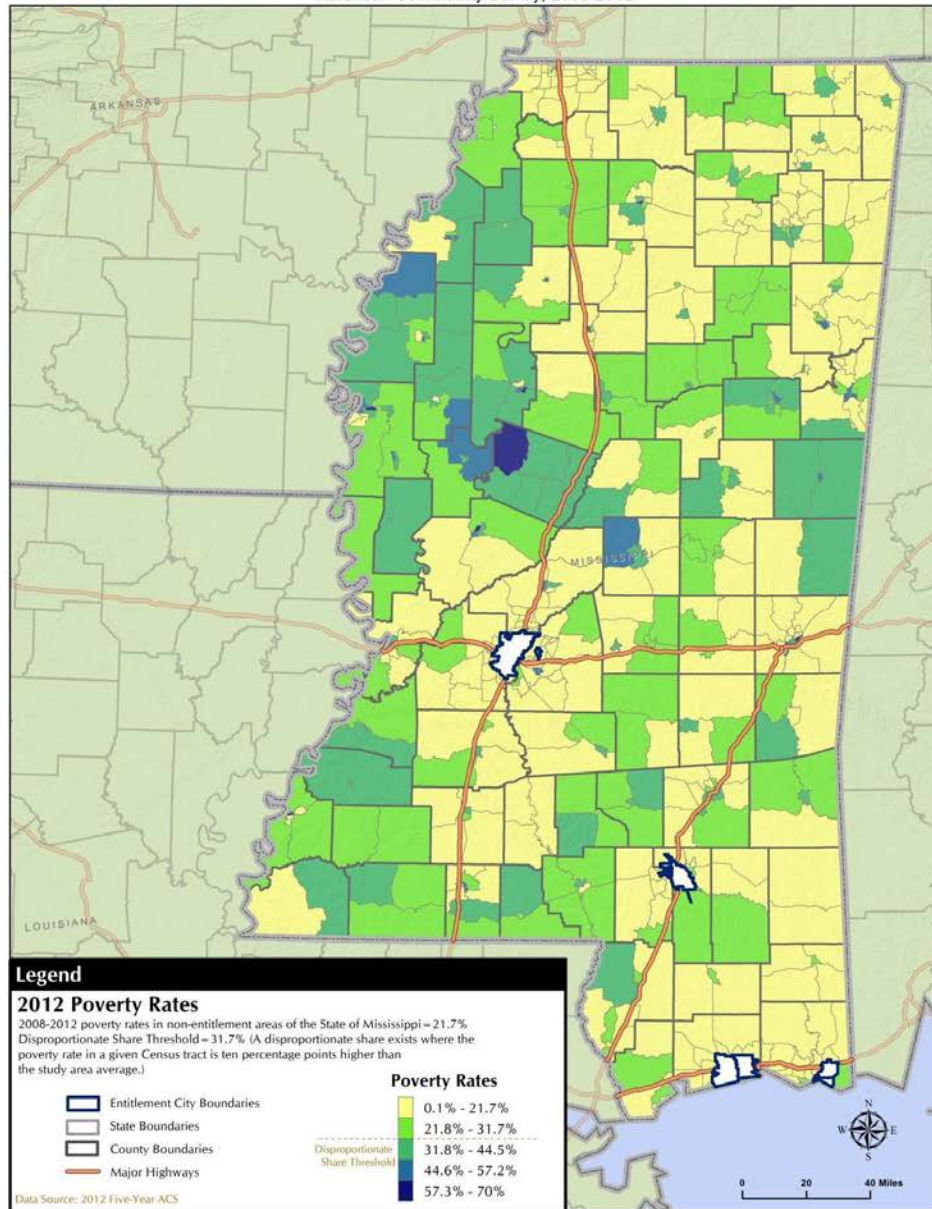 ARKANSAS
MISSISSIPPI
LOUISIANA
Legend
2012 Poverty Rates
2008-2012 poverty rates in non-entitlement areas of the State of Mississippi = 21.7%
Disproportionate Share Threshold = 31.7% (A disproportionate share exists where the
poverty rate in a given Census tract is ten percentage points higher than
the study area average.)
Entitlement City Boundaries
State Boundaries
County Boundaries
Major Highways
Data Source: 2012 Five-Year ACS
Poverty Rates
0.1% - 21.7%
21.8% - 31.7%
Disproportionate
Share Threshold
31.8% - 44.5%
44.6% - 57.2%
57.3% - 70%
N
W E
S
0 20 40 Miles